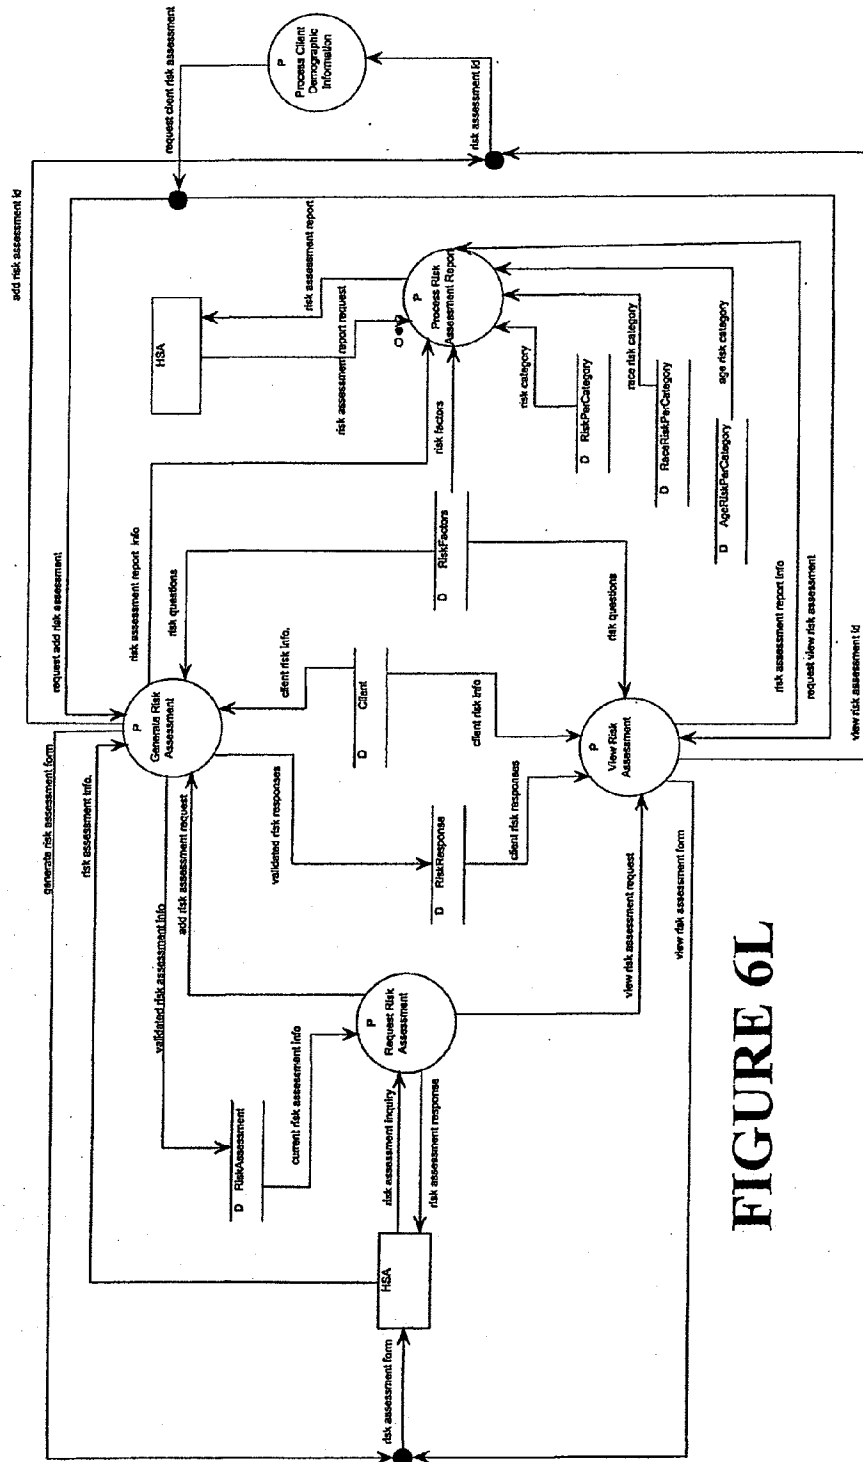 generate risk assessment form
risk assessment info.
request add risk assessment
add risk assessment id
request client risk assessment
P
Process Client
Demographic
Information
risk assessment id
P
Generate Risk
Assessment
risk assessment report info
HSA
risk assessment report
risk assessment report request
validated risk assessment info
add risk assessment request
validated risk responses
client risk info.
risk questions
risk factors
P
Process Risk
Assessment Report
D RiskAssessment
current risk assessment info
P
Request Risk
Assessment
D Client
D RiskFactors
risk category
race risk category
age risk category
risk assessment form
HSA
risk assessment inquiry
risk assessment response
D RiskResponse
client risk responses
client risk info
risk questions
D RiskPerCategory
D RaceRiskPerCategory
D AgeRiskPerCategory
P
View Risk
Assessment
view risk assessment request
view risk assessment form
risk assessment report info
request view risk assessment
view risk assessment id
FIGURE 6L